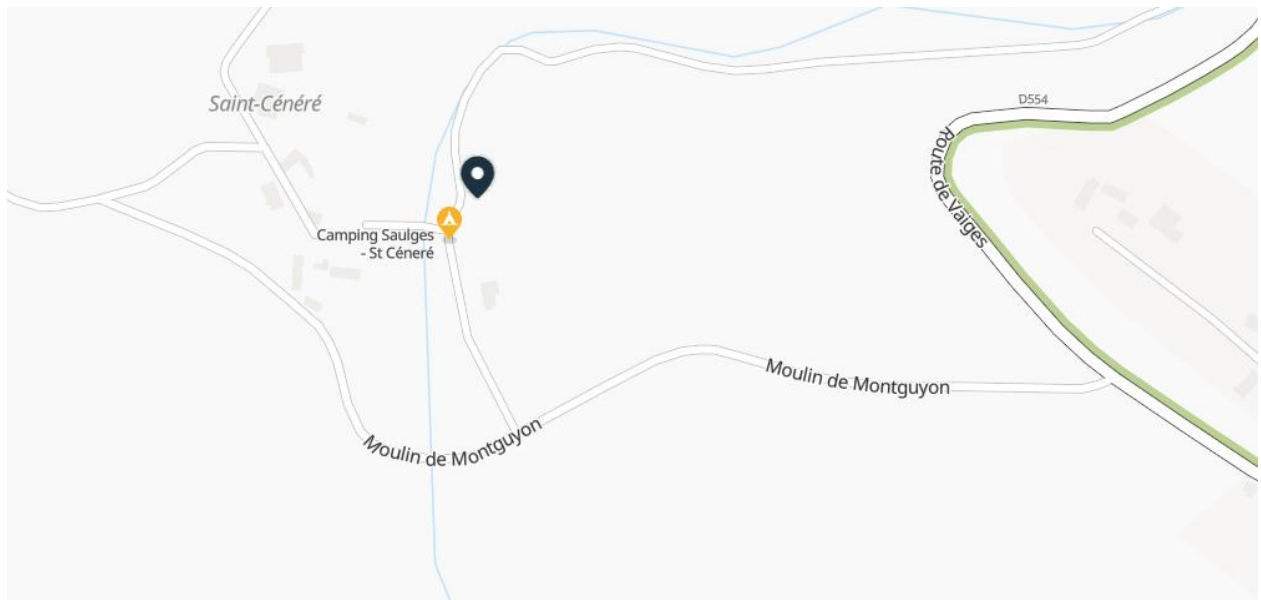 Saint-Cénéré
D554
Route de Vaiges
Camping Saulges
- St Céneré
Moulin de Montguyon
Moulin de Montguyon